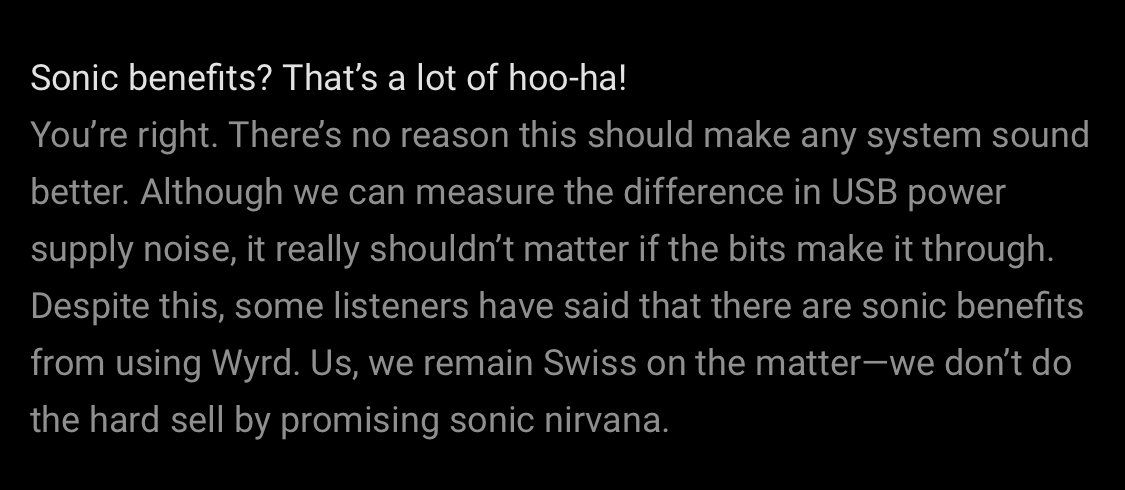 Sonic benefits? That’s a lot of hoo-ha!
You’re right. There’s no reason this should make any system sound
better. Although we can measure the difference in USB power
supply noise, it really shouldn’t matter if the bits make it through.
Despite this, some listeners have said that there are sonic benefits
from using Wyrd. Us, we remain Swiss on the matter—we don’t do
the hard sell by promising sonic nirvana.